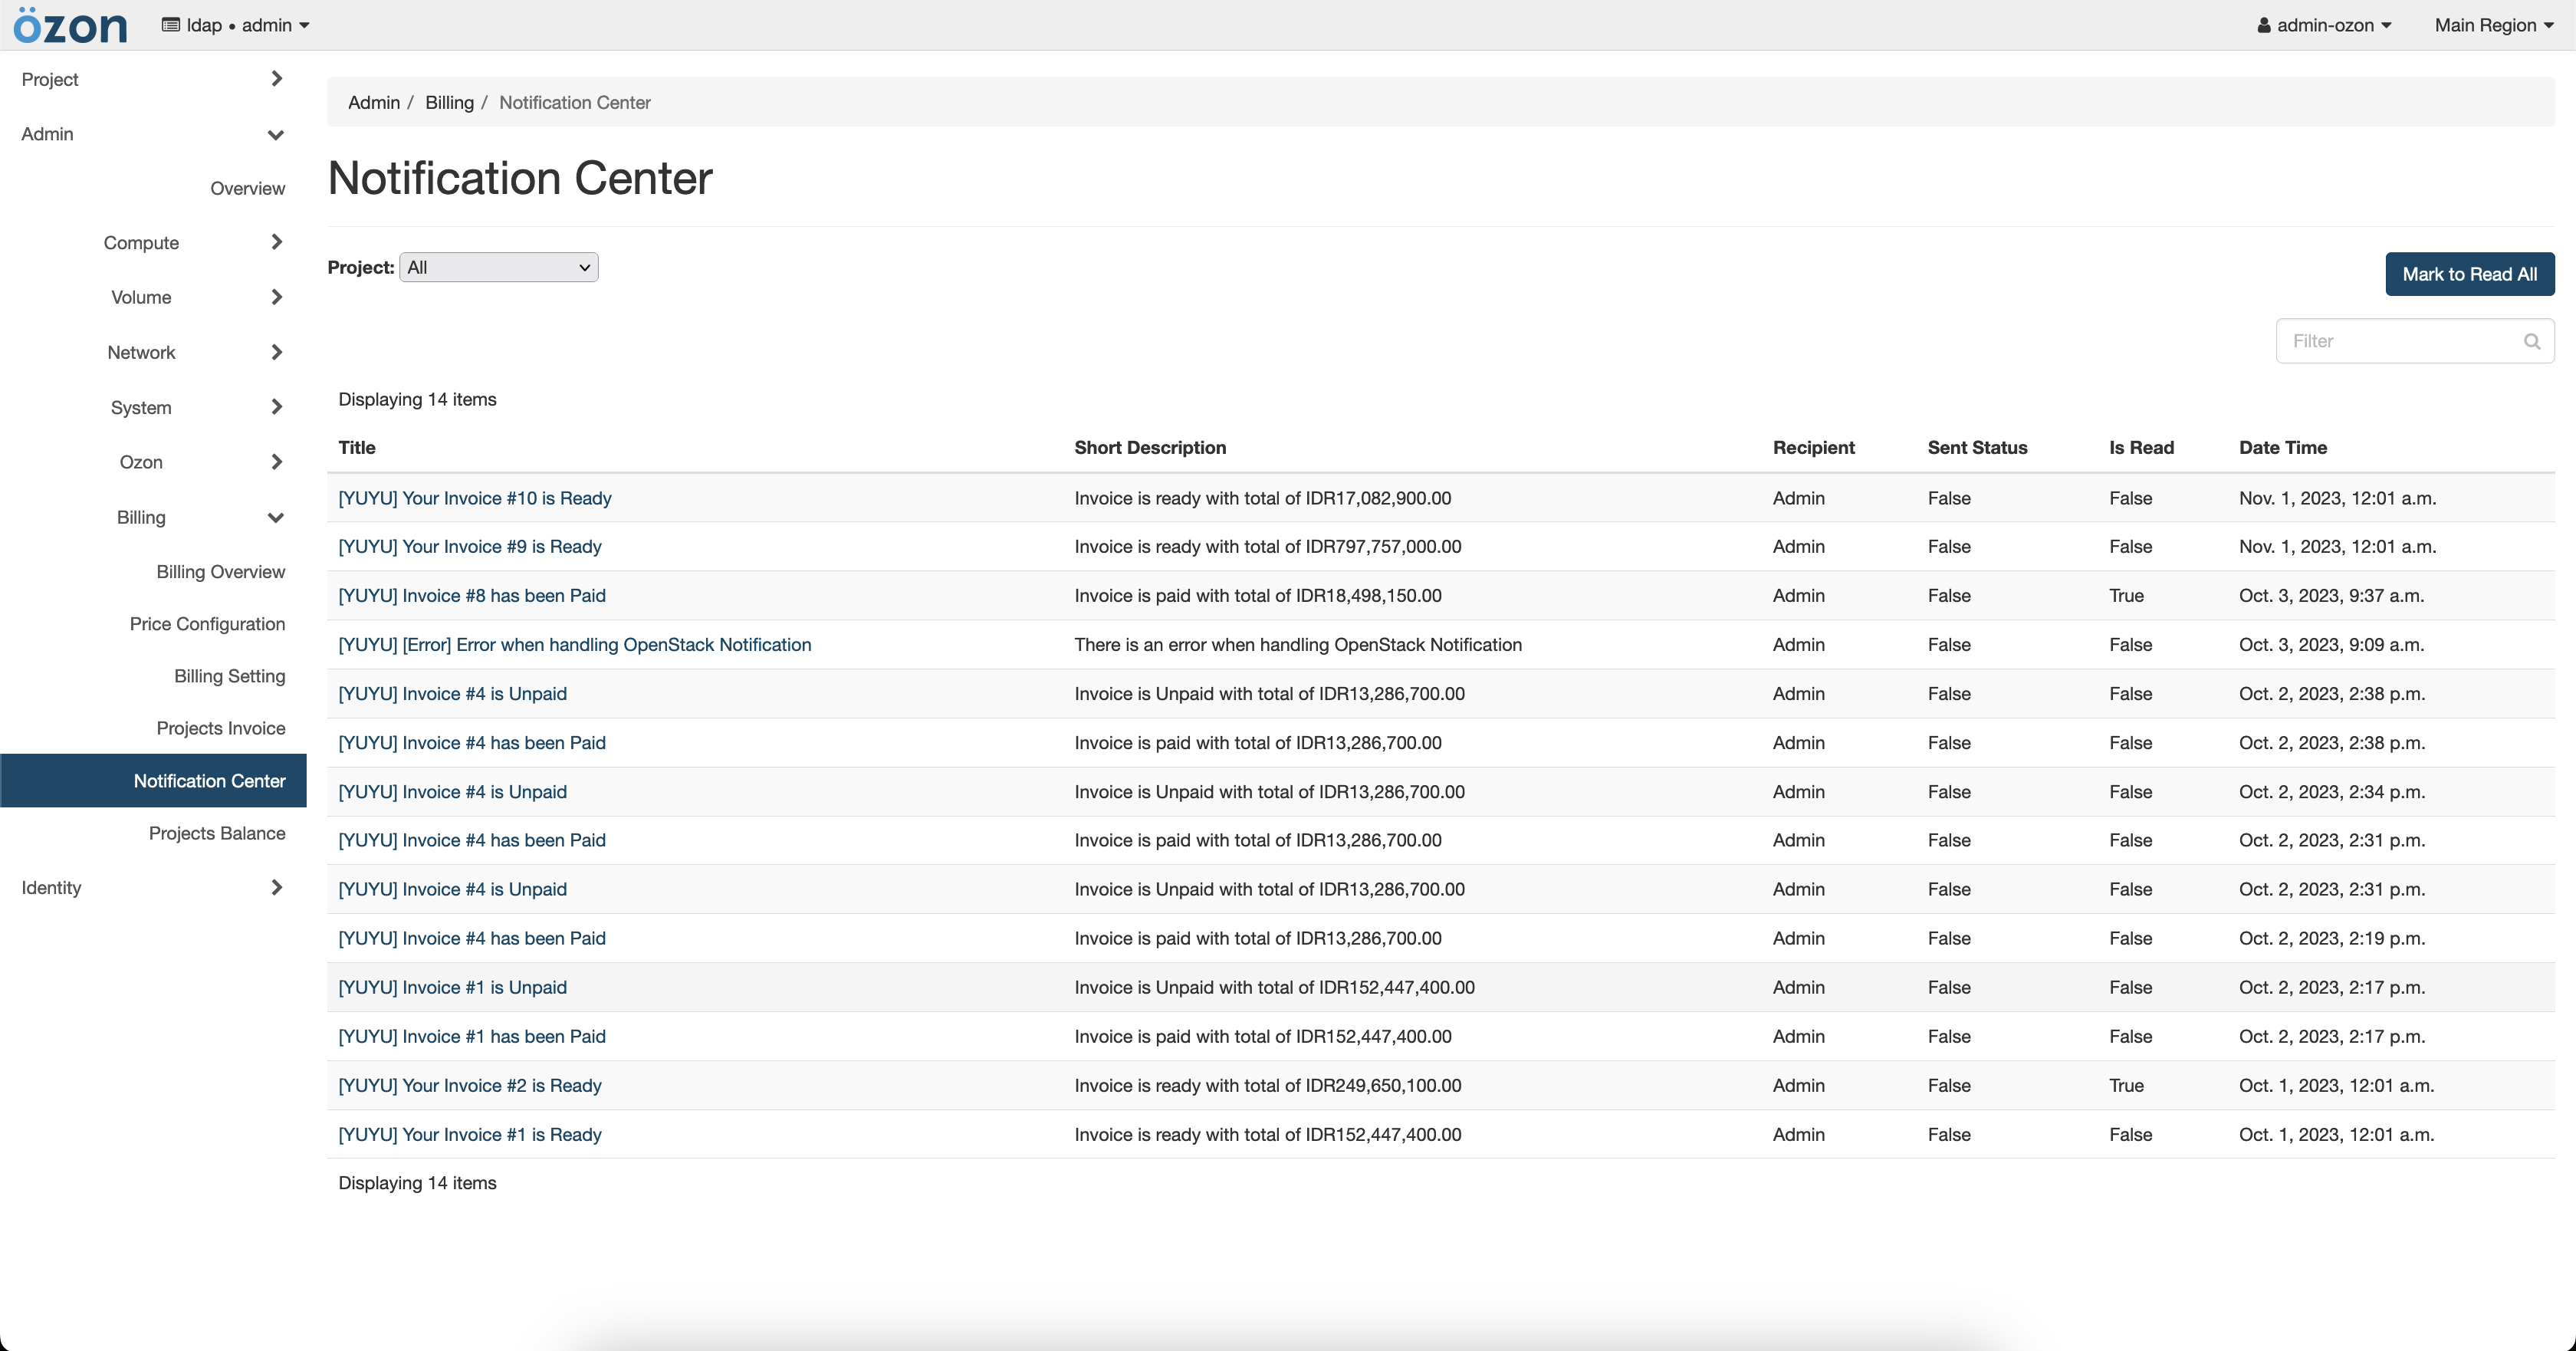 özon ldap • admin admin-ozon Main Region
Project
Admin
Overview
Compute
Volume
Network
System
Ozon
Billing
Billing Overview
Price Configuration
Billing Setting
Projects Invoice
Notification Center
Projects Balance
Identity
Admin / Billing / Notification Center
Notification Center
Project: All
Mark to Read All
Filter
Displaying 14 items
Title Short Description Recipient Sent Status Is Read Date Time
[YUYU] Your Invoice #10 is Ready Invoice is ready with total of IDR17,082,900.00 Admin False False Nov. 1, 2023, 12:01 a.m.
[YUYU] Your Invoice #9 is Ready Invoice is ready with total of IDR797,757,000.00 Admin False False Nov. 1, 2023, 12:01 a.m.
[YUYU] Invoice #8 has been Paid Invoice is paid with total of IDR18,498,150.00 Admin False True Oct. 3, 2023, 9:37 a.m.
[YUYU] [Error] Error when handling OpenStack Notification There is an error when handling OpenStack Notification Admin False False Oct. 3, 2023, 9:09 a.m.
[YUYU] Invoice #4 is Unpaid Invoice is Unpaid with total of IDR13,286,700.00 Admin False False Oct. 2, 2023, 2:38 p.m.
[YUYU] Invoice #4 has been Paid Invoice is paid with total of IDR13,286,700.00 Admin False False Oct. 2, 2023, 2:38 p.m.
[YUYU] Invoice #4 is Unpaid Invoice is Unpaid with total of IDR13,286,700.00 Admin False False Oct. 2, 2023, 2:34 p.m.
[YUYU] Invoice #4 has been Paid Invoice is paid with total of IDR13,286,700.00 Admin False False Oct. 2, 2023, 2:31 p.m.
[YUYU] Invoice #4 is Unpaid Invoice is Unpaid with total of IDR13,286,700.00 Admin False False Oct. 2, 2023, 2:31 p.m.
[YUYU] Invoice #4 has been Paid Invoice is paid with total of IDR13,286,700.00 Admin False False Oct. 2, 2023, 2:19 p.m.
[YUYU] Invoice #1 is Unpaid Invoice is Unpaid with total of IDR152,447,400.00 Admin False False Oct. 2, 2023, 2:17 p.m.
[YUYU] Invoice #1 has been Paid Invoice is paid with total of IDR152,447,400.00 Admin False False Oct. 2, 2023, 2:17 p.m.
[YUYU] Your Invoice #2 is Ready Invoice is ready with total of IDR249,650,100.00 Admin False True Oct. 1, 2023, 12:01 a.m.
[YUYU] Your Invoice #1 is Ready Invoice is ready with total of IDR152,447,400.00 Admin False False Oct. 1, 2023, 12:01 a.m.
Displaying 14 items